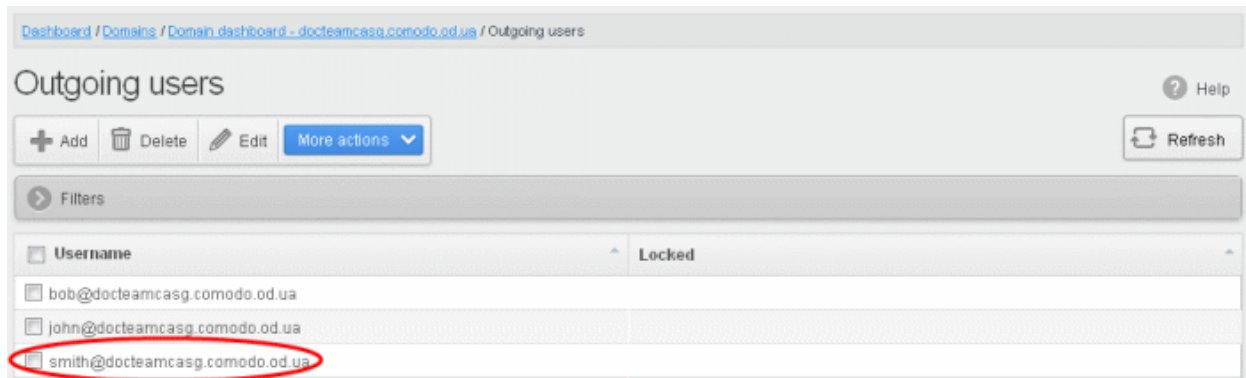 Dashboard / Domains / Domain dashboard - docteamcasg.comodo.od.ua / Outgoing users
Outgoing users
Help
Add Delete Edit More actions
Refresh
Filters
Username Locked
bob@docteamcasg.comodo.od.ua
john@docteamcasg.comodo.od.ua
smith@docteamcasg.comodo.od.ua